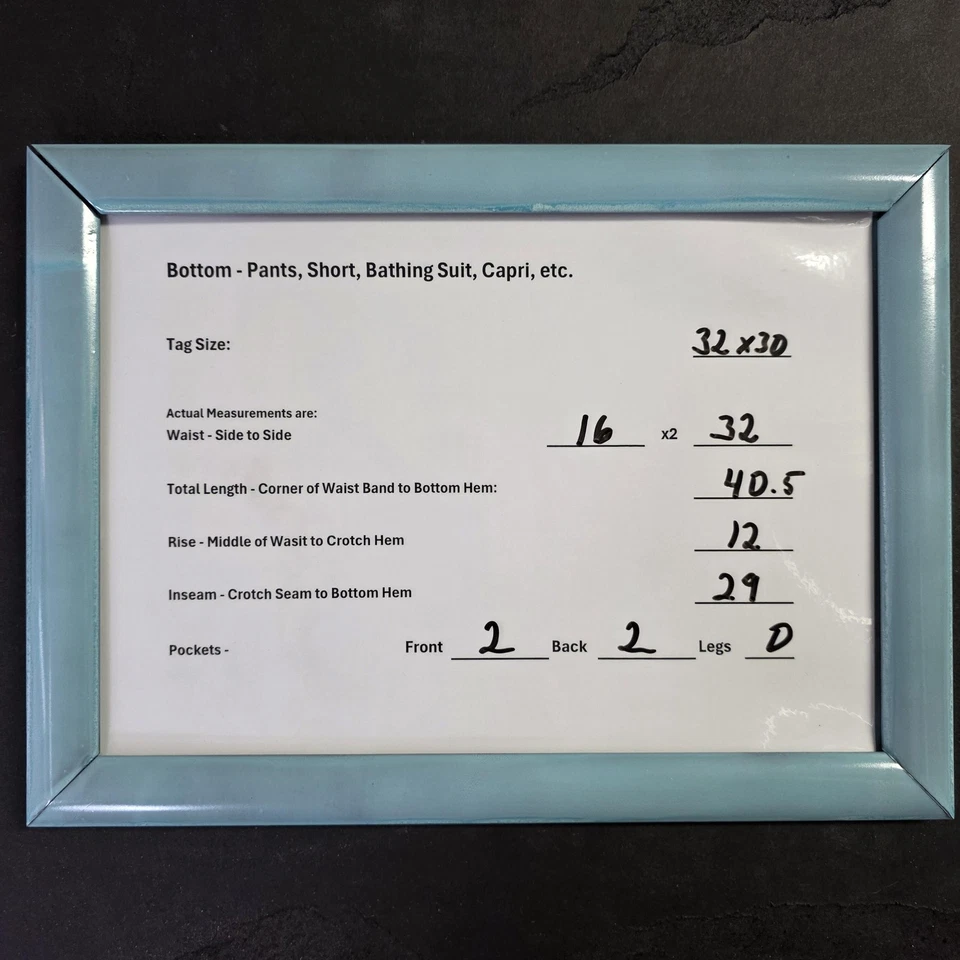 Bottom - Pants, Short, Bathing Suit, Capri, etc.
Tag Size: 32 x 30
Actual Measurements are:
Waist - Side to Side 16 x2 32
Total Length - Corner of Waist Band to Bottom Hem: 40.5
Rise - Middle of Wasit to Crotch Hem 12
Inseam - Crotch Seam to Bottom Hem 29
Pockets - Front 2 Back 2 Legs 0